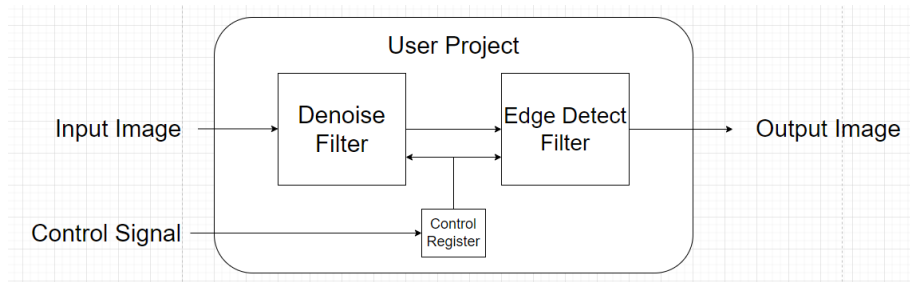 User Project
Denoise
Filter
Edge Detect
Filter
Input Image
Output Image
Control Signal
Control
Register